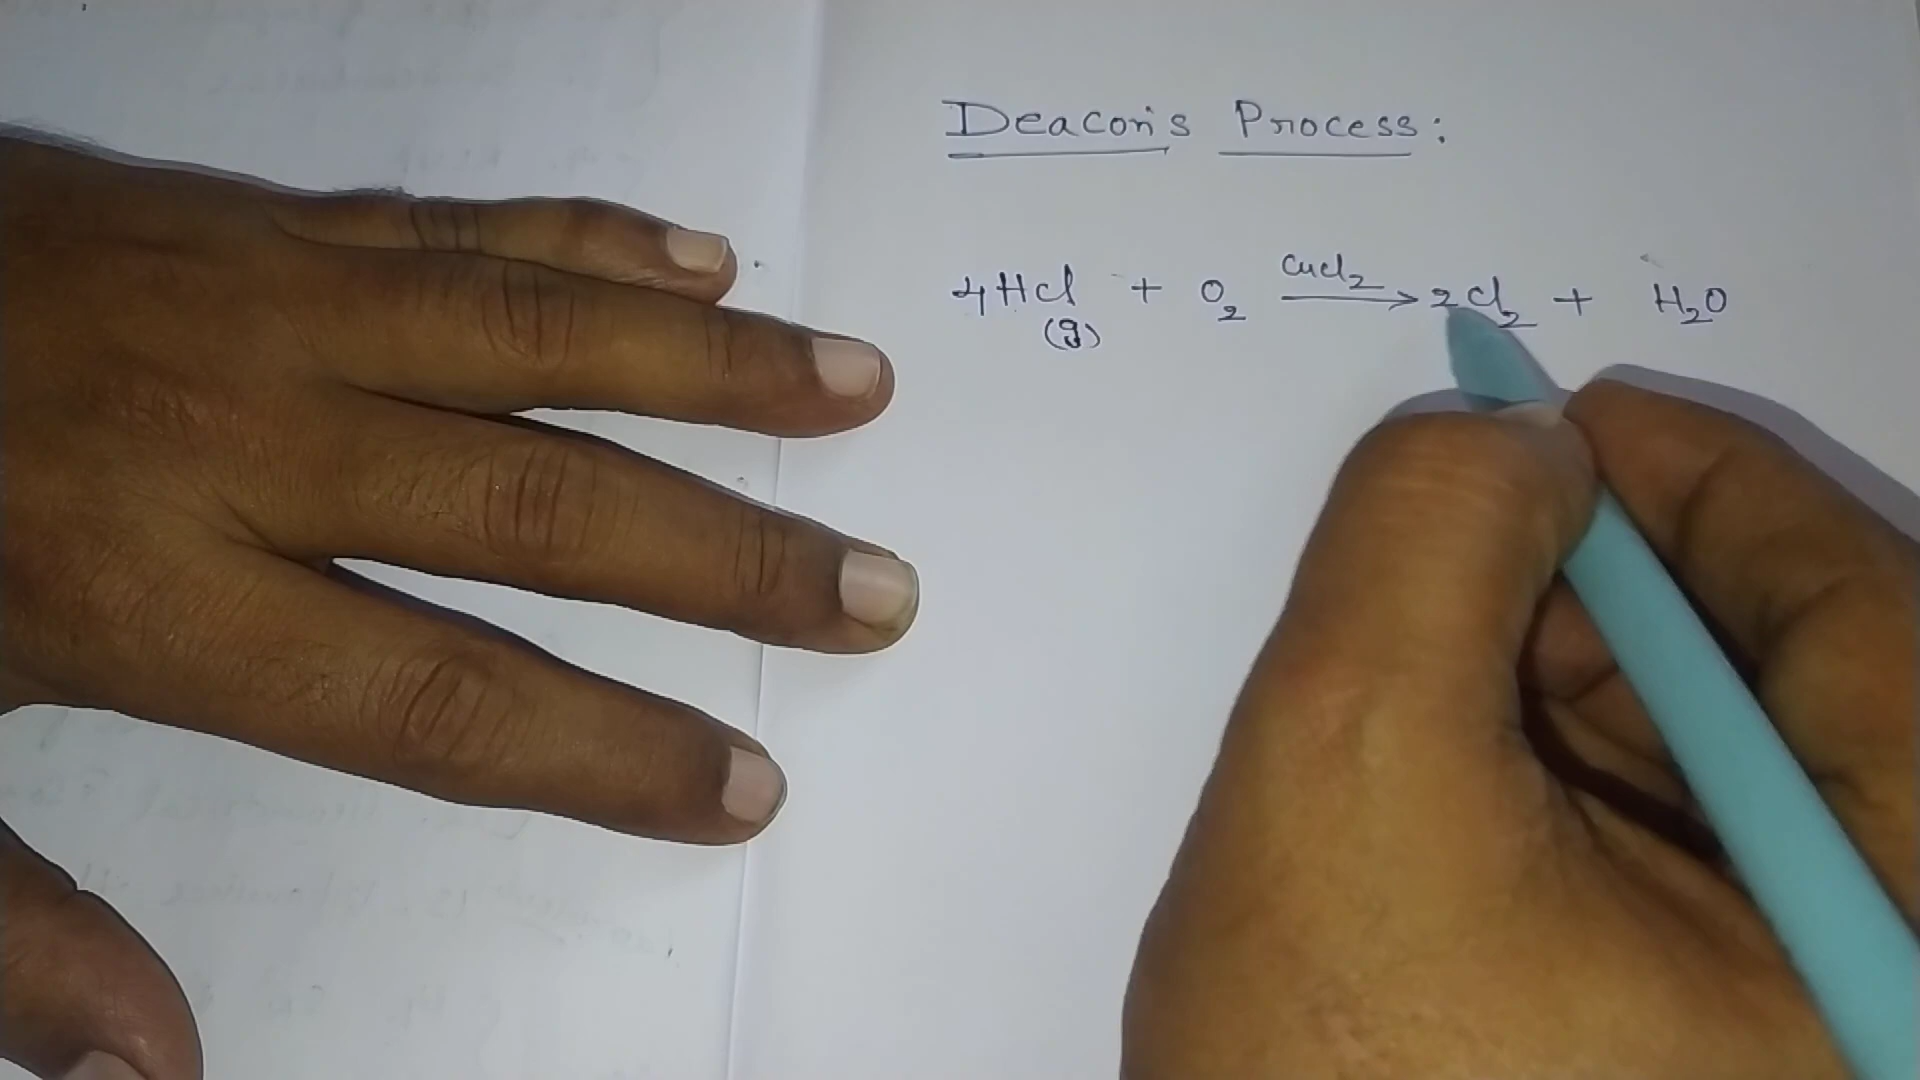 Deacon's Process:
4HCl + O2 CuCl2 → 2Cl2 + H2O
(g)